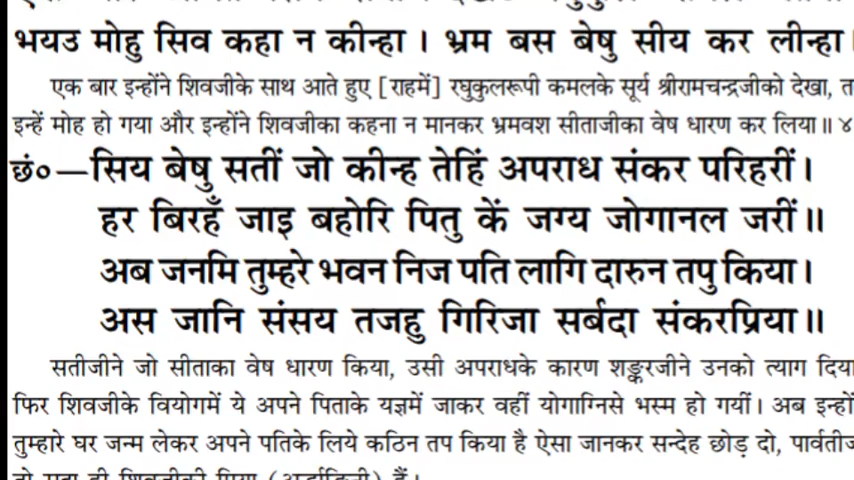 भयउ मोहु सिव कहा न कीन्हा। भ्रम बस बेषु सीय कर लीन्हा
एक बार इन्होंने शिवजीके साथ आते हुए [राहमें] रघुकुलरूपी कमलके सूर्य श्रीरामचन्द्रजीको देखा,
इन्हें मोह हो गया और इन्होंने शिवजीका कहना न मानकर भ्रमवश सीताजीका वेष धारण कर लिया॥ ४
छं०—सिय बेषु सतीं जो कीन्ह तेहिं अपराध संकर परिहरीं।
हर बिरहँ जाइ बहोरि पितु कें जग्य जोगानल जरीं॥
अब जनमि तुम्हरे भवन निज पति लागि दारुन तपु किया।
अस जानि संसय तजहु गिरिजा सर्बदा संकरप्रिया॥
सतीजीने जो सीताका वेष धारण किया, उसी अपराधके कारण शङ्करजीने उनको त्याग दिया
फिर शिवजीके वियोगमें ये अपने पिताके यज्ञमें जाकर वहीं योगाग्निसे भस्म हो गयीं। अब इन्हों
तुम्हारे घर जन्म लेकर अपने पतिके लिये कठिन तप किया है ऐसा जानकर सन्देह छोड़ दो,